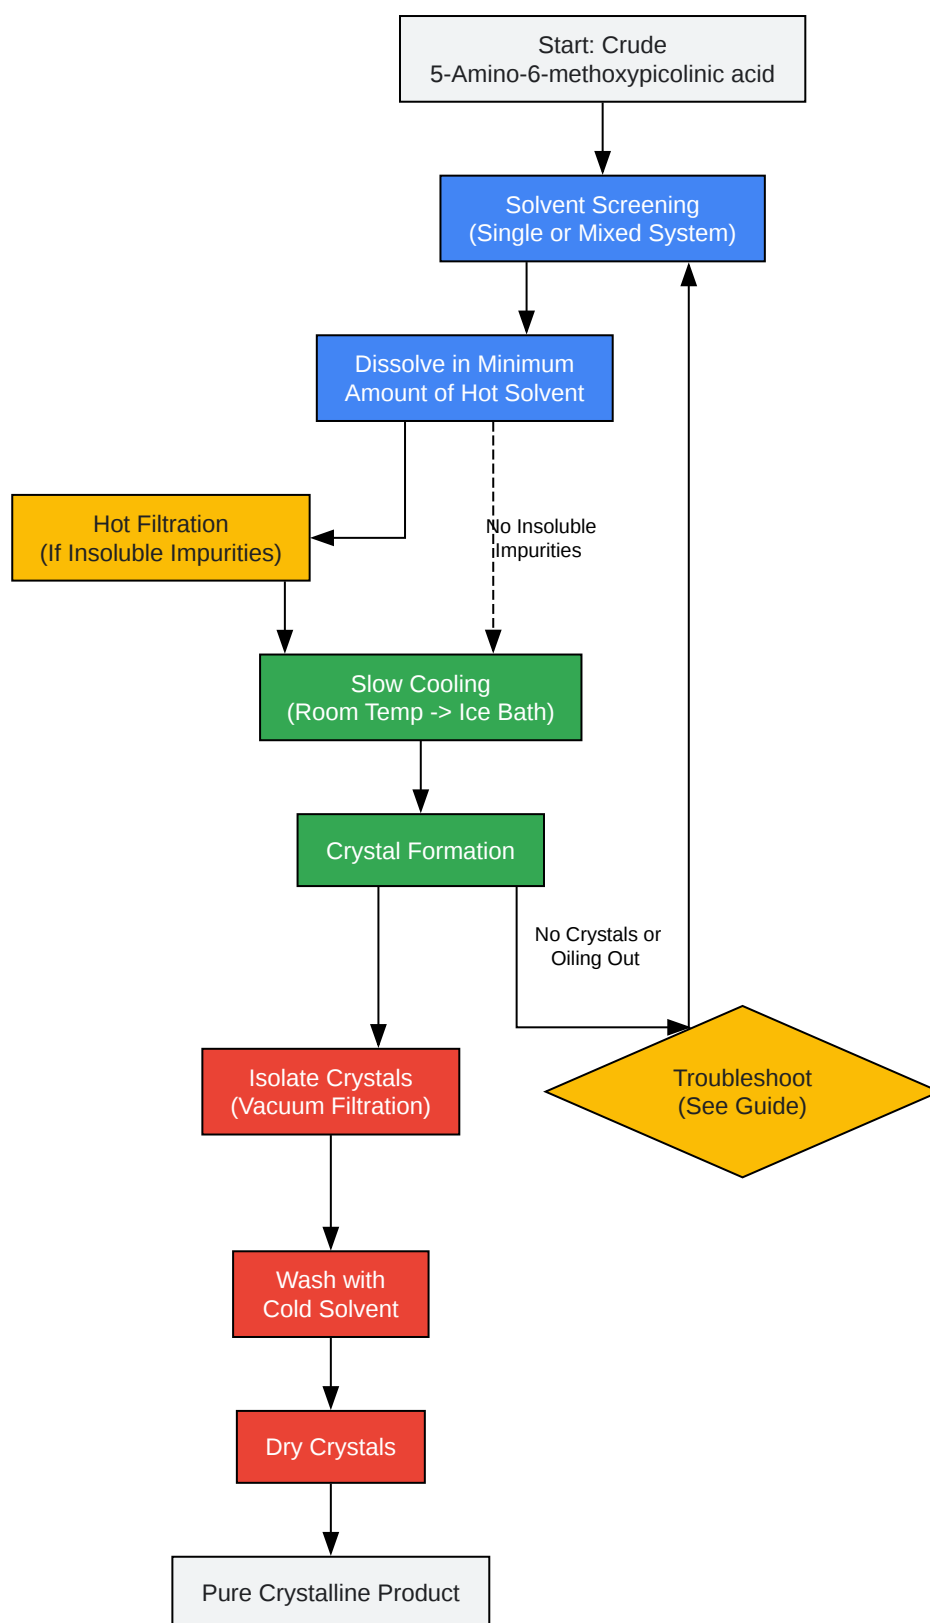 Start: Crude
5-Amino-6-methoxypicolinic acid
Solvent Screening
(Single or Mixed System)
Dissolve in Minimum
Amount of Hot Solvent
Hot Filtration
(If Insoluble Impurities)
No Insoluble
Impurities
Slow Cooling
(Room Temp -> Ice Bath)
Crystal Formation
No Crystals or
Oiling Out
Isolate Crystals
(Vacuum Filtration)
Troubleshoot
(See Guide)
Wash with
Cold Solvent
Dry Crystals
Pure Crystalline Product